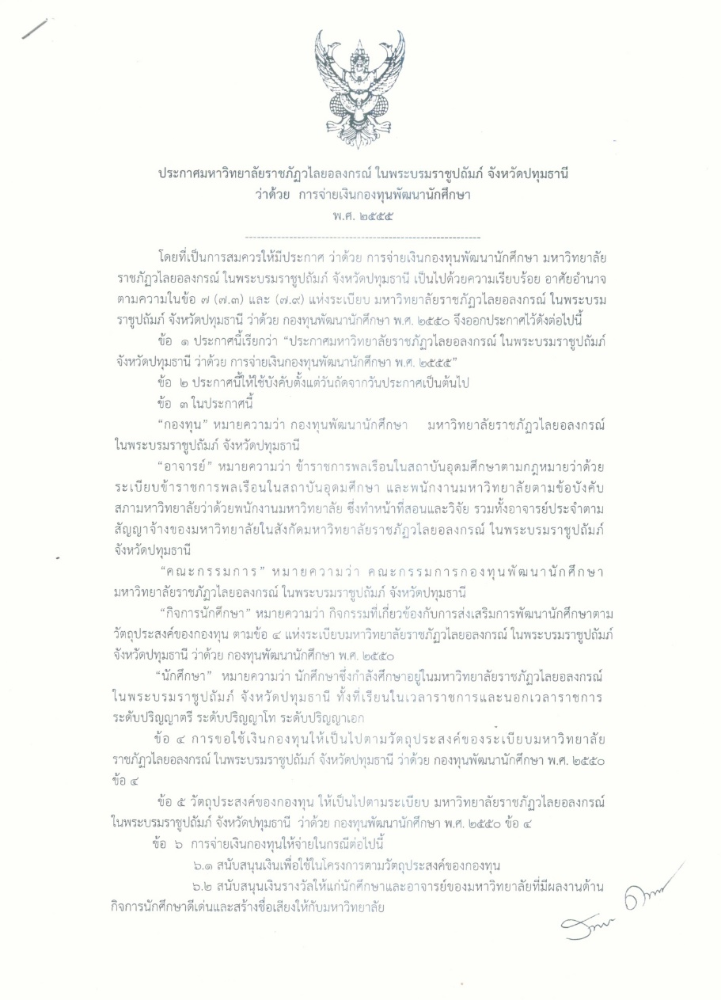 ประกาศมหาวิทยาลัยราชภัฏวไลยอลงกรณ์ ในพระบรมราชูปถัมภ์ จังหวัดปทุมธานี
ว่าด้วย การจ่ายเงินกองทุนพัฒนานักศึกษา
พ.ศ. ๒๕๕๕
------------------------------------------------------------
โดยที่เป็นการสมควรให้มีประกาศ ว่าด้วย การจ่ายเงินกองทุนพัฒนานักศึกษา มหาวิทยาลัย
ราชภัฏวไลยอลงกรณ์ ในพระบรมราชูปถัมภ์ จังหวัดปทุมธานี เป็นไปด้วยความเรียบร้อย อาศัยอำนาจ
ตามความในข้อ ๗ (๗.๓) และ (๗.๙) แห่งระเบียบ มหาวิทยาลัยราชภัฏวไลยอลงกรณ์ ในพระบรม
ราชูปถัมภ์ จังหวัดปทุมธานี ว่าด้วย กองทุนพัฒนานักศึกษา พ.ศ. ๒๕๕๐ จึงออกประกาศไว้ดังต่อไปนี้
ข้อ ๑ ประกาศนี้เรียกว่า “ประกาศมหาวิทยาลัยราชภัฏวไลยอลงกรณ์ ในพระบรมราชูปถัมภ์
จังหวัดปทุมธานี ว่าด้วย การจ่ายเงินกองทุนพัฒนานักศึกษา พ.ศ. ๒๕๕๕”
ข้อ ๒ ประกาศนี้ให้ใช้บังคับตั้งแต่วันถัดจากวันประกาศเป็นต้นไป
ข้อ ๓ ในประกาศนี้
“กองทุน” หมายความว่า กองทุนพัฒนานักศึกษา มหาวิทยาลัยราชภัฏวไลยอลงกรณ์
ในพระบรมราชูปถัมภ์ จังหวัดปทุมธานี
“อาจารย์” หมายความว่า ข้าราชการพลเรือนในสถาบันอุดมศึกษาตามกฎหมายว่าด้วย
ระเบียบข้าราชการพลเรือนในสถาบันอุดมศึกษา และพนักงานมหาวิทยาลัยตามข้อบังคับ
สภามหาวิทยาลัยว่าด้วยพนักงานมหาวิทยาลัย ซึ่งทำหน้าที่สอนและวิจัย รวมทั้งอาจารย์ประจำตาม
สัญญาจ้างของมหาวิทยาลัยในสังกัดมหาวิทยาลัยราชภัฏวไลยอลงกรณ์ ในพระบรมราชูปถัมภ์
จังหวัดปทุมธานี
“คณะกรรมการ” หมายความว่า คณะกรรมการกองทุนพัฒนานักศึกษา
มหาวิทยาลัยราชภัฏวไลยอลงกรณ์ ในพระบรมราชูปถัมภ์ จังหวัดปทุมธานี
“กิจการนักศึกษา” หมายความว่า กิจกรรมที่เกี่ยวข้องกับการส่งเสริมการพัฒนานักศึกษาตาม
วัตถุประสงค์ของกองทุน ตามข้อ ๔ แห่งระเบียบมหาวิทยาลัยราชภัฏวไลยอลงกรณ์ ในพระบรมราชูปถัมภ์
จังหวัดปทุมธานี ว่าด้วย กองทุนพัฒนานักศึกษา พ.ศ. ๒๕๕๐
“นักศึกษา” หมายความว่า นักศึกษาซึ่งกำลังศึกษาอยู่ในมหาวิทยาลัยราชภัฏวไลยอลงกรณ์
ในพระบรมราชูปถัมภ์ จังหวัดปทุมธานี ทั้งที่เรียนในเวลาราชการและนอกเวลาราชการ
ระดับปริญญาตรี ระดับปริญญาโท ระดับปริญญาเอก
ข้อ ๔ การขอใช้เงินกองทุนให้เป็นไปตามวัตถุประสงค์ของระเบียบมหาวิทยาลัย
ราชภัฏวไลยอลงกรณ์ ในพระบรมราชูปถัมภ์ จังหวัดปทุมธานี ว่าด้วย กองทุนพัฒนานักศึกษา พ.ศ. ๒๕๕๐
ข้อ ๔
ข้อ ๕ วัตถุประสงค์ของกองทุน ให้เป็นไปตามระเบียบ มหาวิทยาลัยราชภัฏวไลยอลงกรณ์
ในพระบรมราชูปถัมภ์ จังหวัดปทุมธานี ว่าด้วย กองทุนพัฒนานักศึกษา พ.ศ. ๒๕๕๐ ข้อ ๔
ข้อ ๖ การจ่ายเงินกองทุนให้จ่ายในกรณีต่อไปนี้
๖.๑ สนับสนุนเงินเพื่อใช้ในโครงการตามวัตถุประสงค์ของกองทุน
๖.๒ สนับสนุนเงินรางวัลให้แก่นักศึกษาและอาจารย์ของมหาวิทยาลัยที่มีผลงานด้าน
กิจการนักศึกษาดีเด่นและสร้างชื่อเสียงให้กับมหาวิทยาลัย